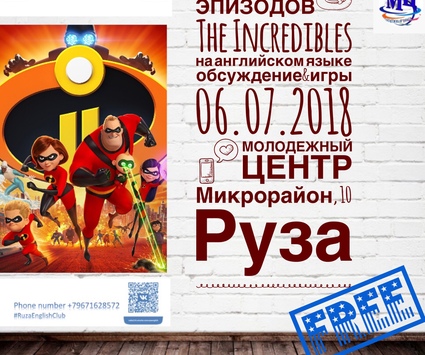 ЭПИЗОДОВ
THE INCREDIBLES
НА АНГЛИЙСКОМ ЯЗЫКЕ
ОБСУЖДЕНИЕ&ИГРЫ
06.07.2018
МОЛОДЕЖНЫЙ
ЦЕНТР
Микрорайон, 10
Руза
Phone number +79671628572
#RuzaEnglishClub
FREE